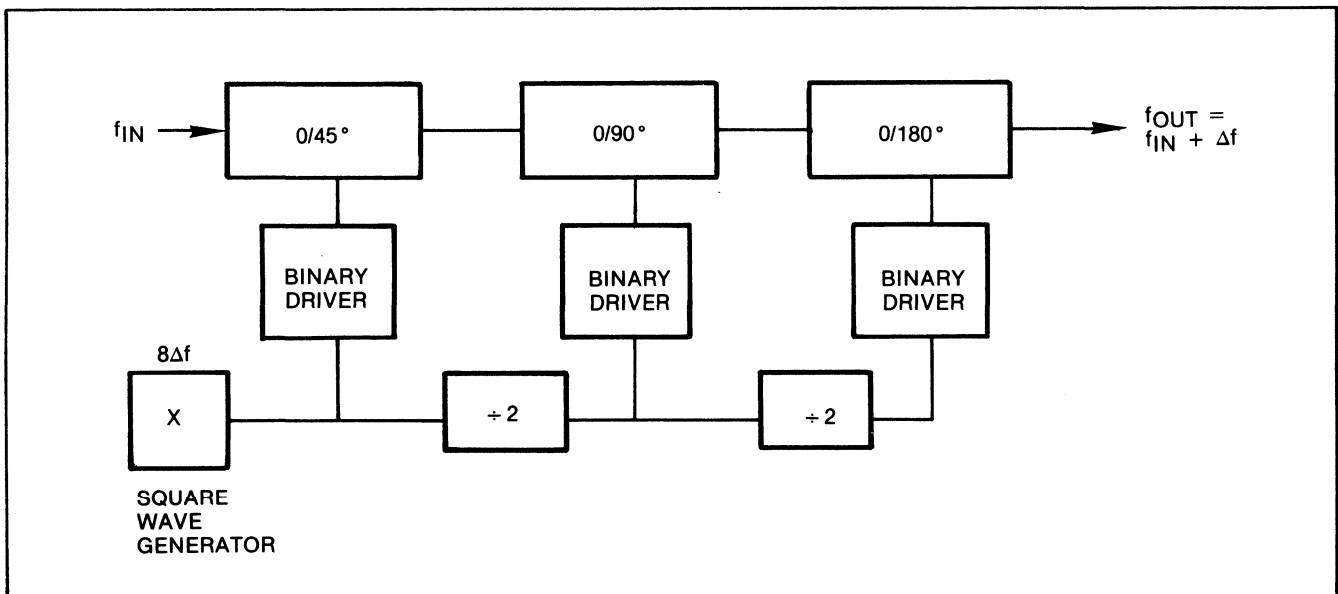 fIN
0/45°
0/90°
0/180°
fOUT =
fIN + Δf
BINARY
DRIVER
BINARY
DRIVER
BINARY
DRIVER
8Δf
X
÷2
÷2
SQUARE
WAVE
GENERATOR